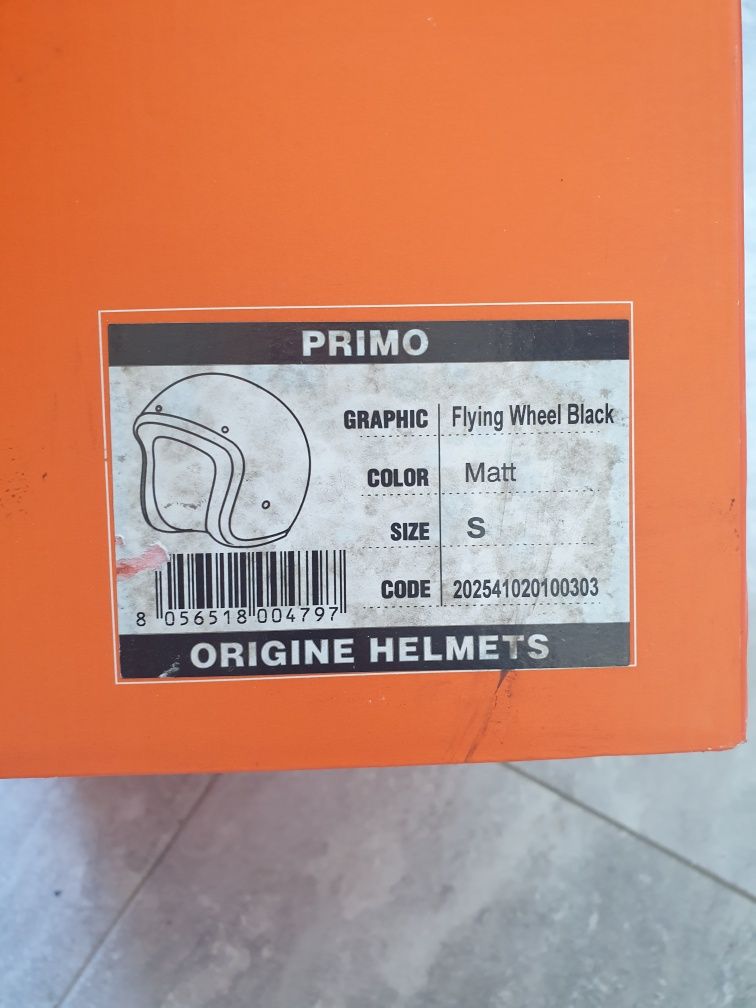 PRIMO
GRAPHIC Flying Wheel Black
COLOR Matt
SIZE S
CODE 202541020100303
8 056518 004797
ORIGINE HELMETS